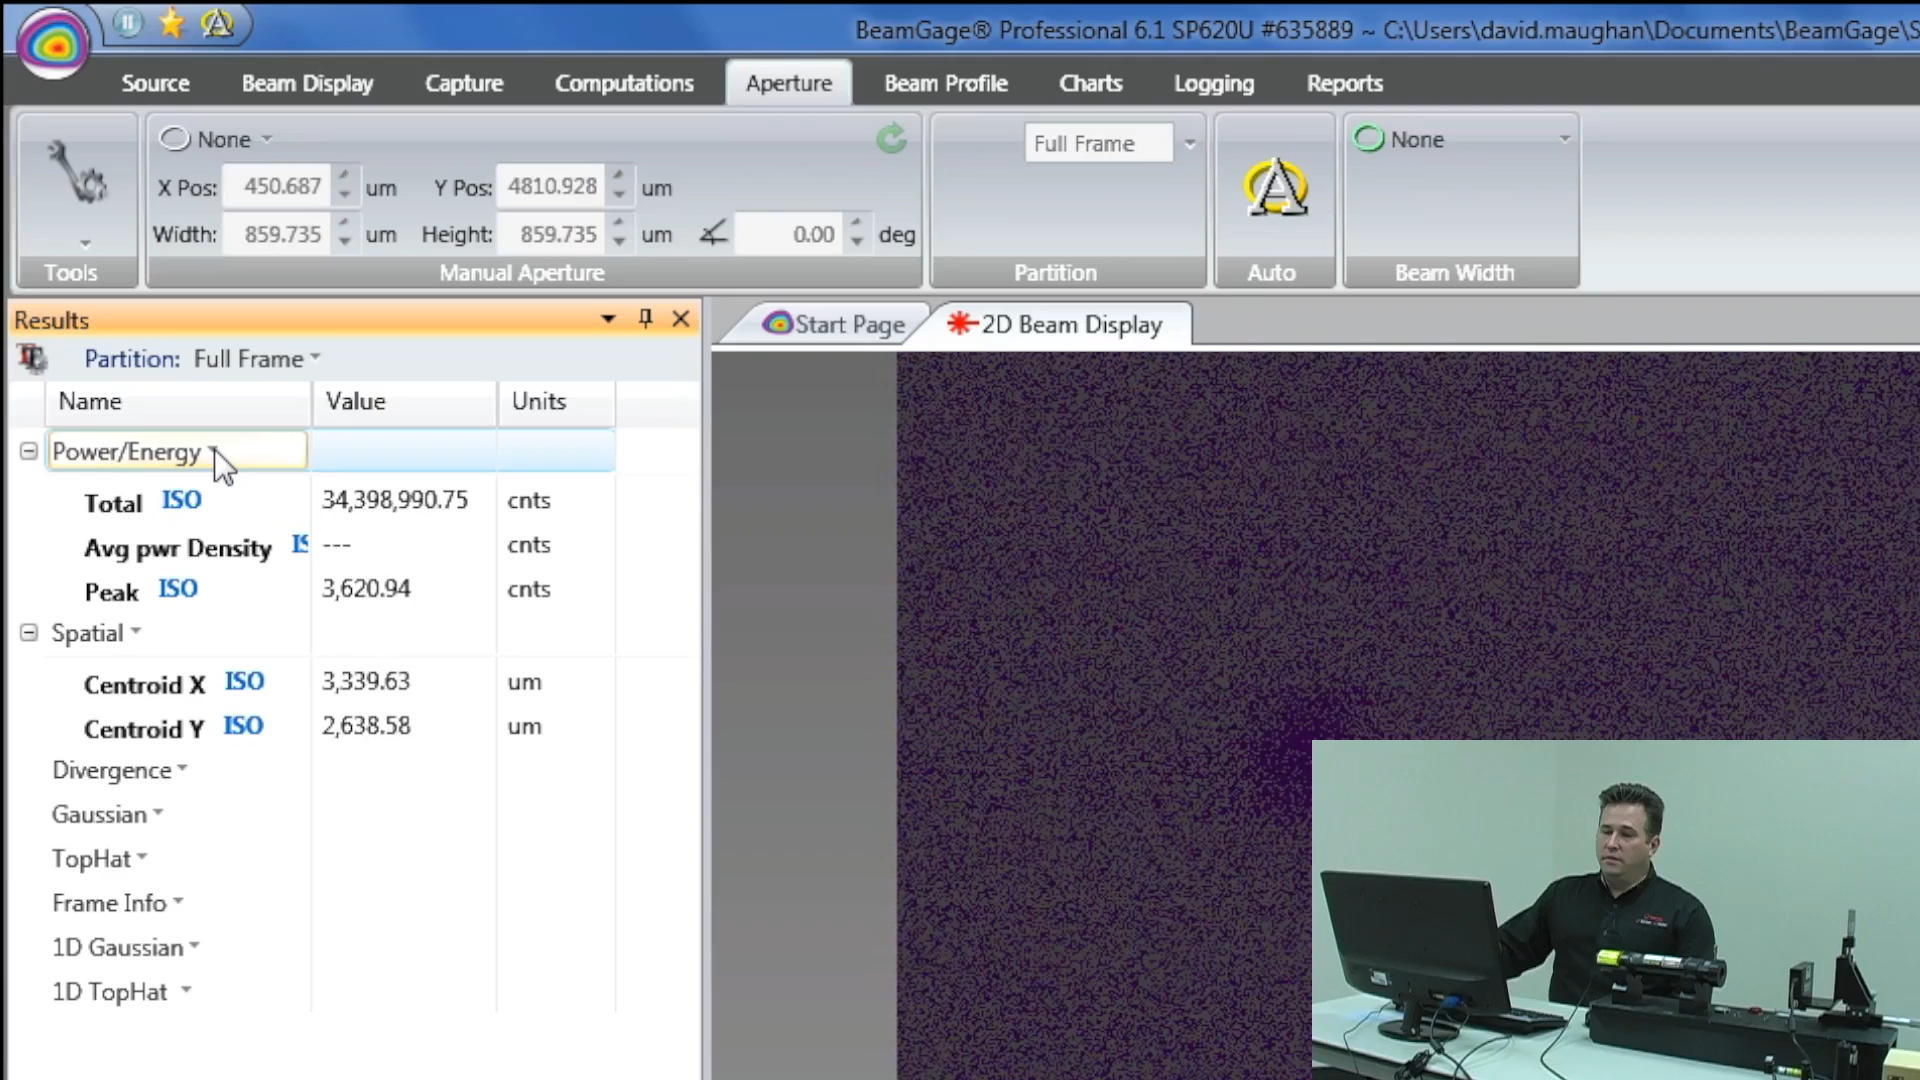 BeamGage® Professional 6.1 SP620U #635889 ~ C:\Users\david.maughan\Documents\BeamGage\S
Source Beam Display Capture Computations Aperture Beam Profile Charts Logging Reports
None
X Pos: 450.687 um Y Pos: 4810.928 um
Width: 859.735 um Height: 859.735 um 0.00 deg
Full Frame
None
Tools Manual Aperture Partition Auto Beam Width
Results
Start Page 2D Beam Display
Partition: Full Frame
Name Value Units
Power/Energy
Total ISO 34,398,990.75 cnts
Avg pwr Density IS --- cnts
Peak ISO 3,620.94 cnts
Spatial
Centroid X ISO 3,339.63 um
Centroid Y ISO 2,638.58 um
Divergence
Gaussian
TopHat
Frame Info
1D Gaussian
1D TopHat